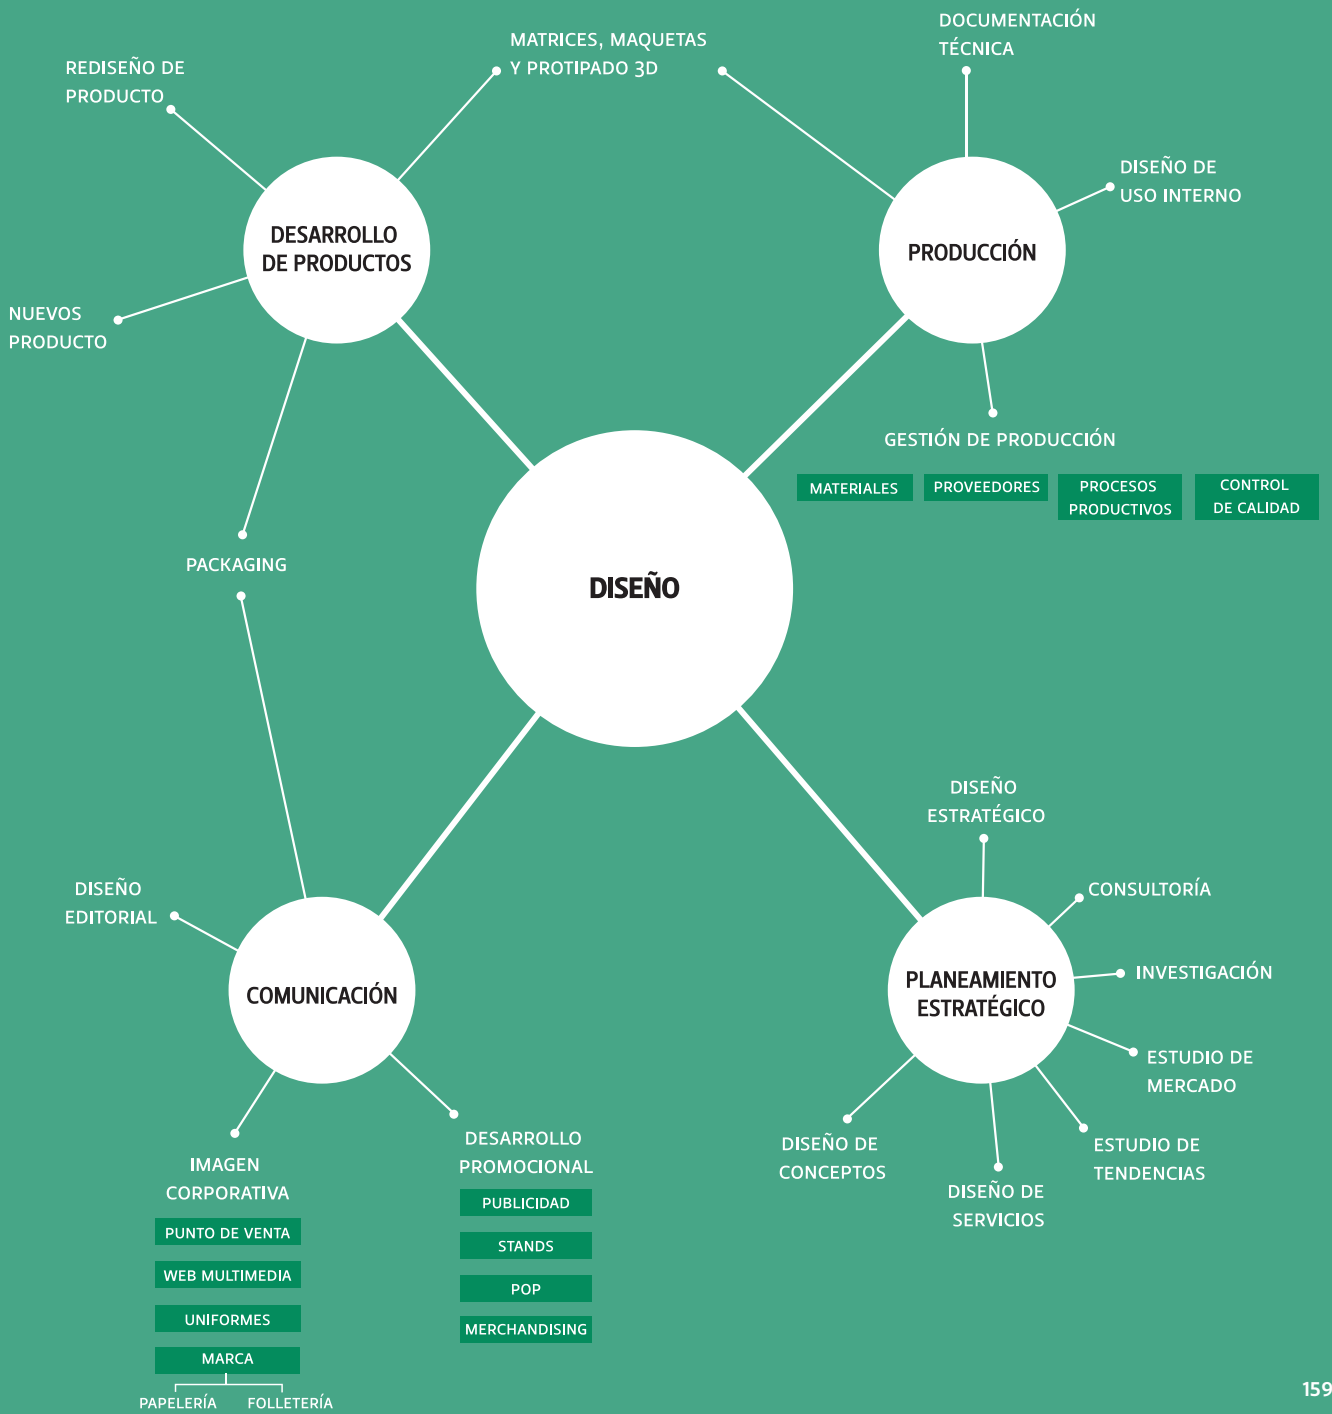 DOCUMENTACIÓN
TÉCNICA
MATRICES, MAQUETAS
Y PROTIPADO 3D
REDISEÑO DE
PRODUCTO
DISEÑO DE
USO INTERNO
DESARROLLO
DE PRODUCTOS
PRODUCCIÓN
NUEVOS
PRODUCTO
GESTIÓN DE PRODUCCIÓN
MATERIALES
PROVEEDORES
PROCESOS
PRODUCTIVOS
CONTROL
DE CALIDAD
PACKAGING
DISEÑO
DISEÑO
ESTRATÉGICO
DISEÑO
EDITORIAL
CONSULTORÍA
INVESTIGACIÓN
COMUNICACIÓN
PLANEAMIENTO
ESTRATÉGICO
ESTUDIO DE
MERCADO
DESARROLLO
PROMOCIONAL
DISEÑO DE
CONCEPTOS
ESTUDIO DE
TENDENCIAS
IMAGEN
CORPORATIVA
DISEÑO DE
SERVICIOS
PUNTO DE VENTA
WEB MULTIMEDIA
UNIFORMES
MARCA
PAPELERÍA
FOLLETERÍA
PUBLICIDAD
STANDS
POP
MERCHANDISING
159